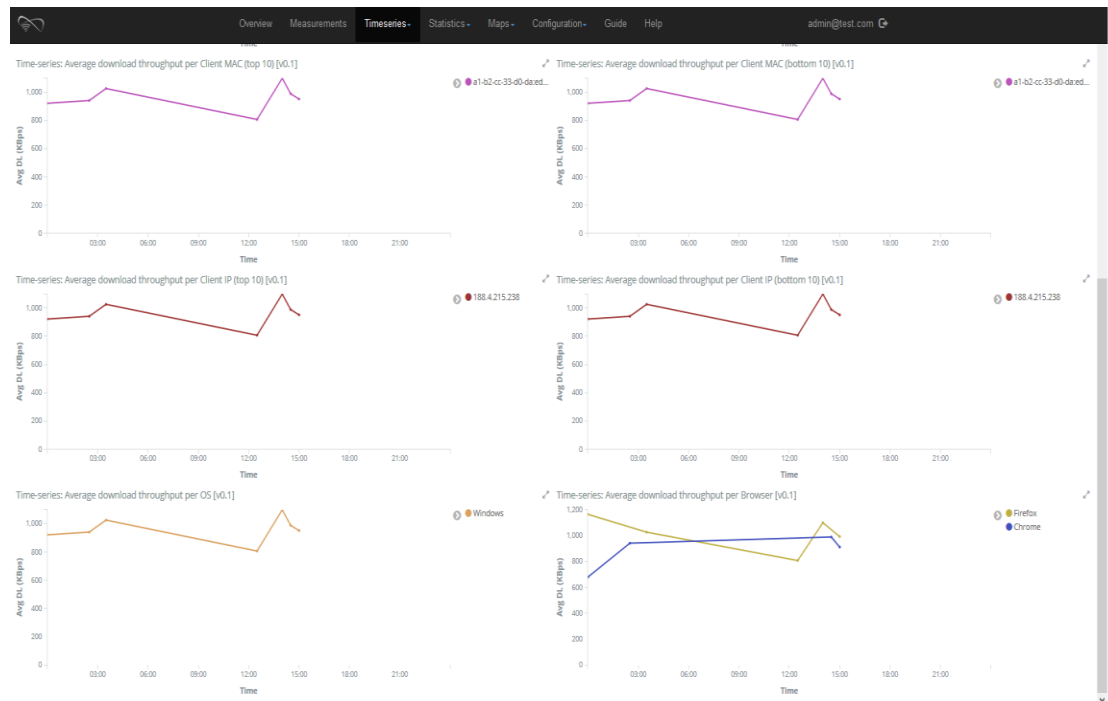 Overview Measurements Timeseries Statistics Maps Configuration Guide Help admin@test.com
Time Time
Time-series: Average download throughput per Client MAC (top 10) [v0.1]
a1-b2-cc-33-d0-da:ed...
1,000
800
600
400
200
0
Avg DL (KBps)
03:00 06:00 09:00 12:00 15:00 18:00 21:00
Time
Time-series: Average download throughput per Client MAC (bottom 10) [v0.1]
a1-b2-cc-33-d0-da:ed...
1,000
800
600
400
200
0
Avg DL (KBps)
03:00 06:00 09:00 12:00 15:00 18:00 21:00
Time
Time-series: Average download throughput per Client IP (top 10) [v0.1]
188.4.215.238
1,000
800
600
400
200
0
Avg DL (KBps)
03:00 06:00 09:00 12:00 15:00 18:00 21:00
Time
Time-series: Average download throughput per Client IP (bottom 10) [v0.1]
188.4.215.238
1,000
800
600
400
200
0
Avg DL (KBps)
03:00 06:00 09:00 12:00 15:00 18:00 21:00
Time
Time-series: Average download throughput per OS [v0.1]
Windows
1,000
800
600
400
200
0
Avg DL (KBps)
03:00 06:00 09:00 12:00 15:00 18:00 21:00
Time
Time-series: Average download throughput per Browser [v0.1]
Firefox
Chrome
1,200
1,000
800
600
400
200
0
Avg DL (KBps)
03:00 06:00 09:00 12:00 15:00 18:00 21:00
Time